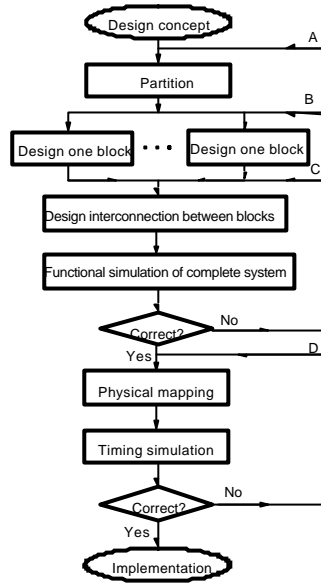 Design concept
A
Partition
B
Design one block
Design one block
C
Design interconnection between blocks
Functional simulation of complete system
Correct?
No
Yes
D
Physical mapping
Timing simulation
Correct?
No
Yes
Implementation